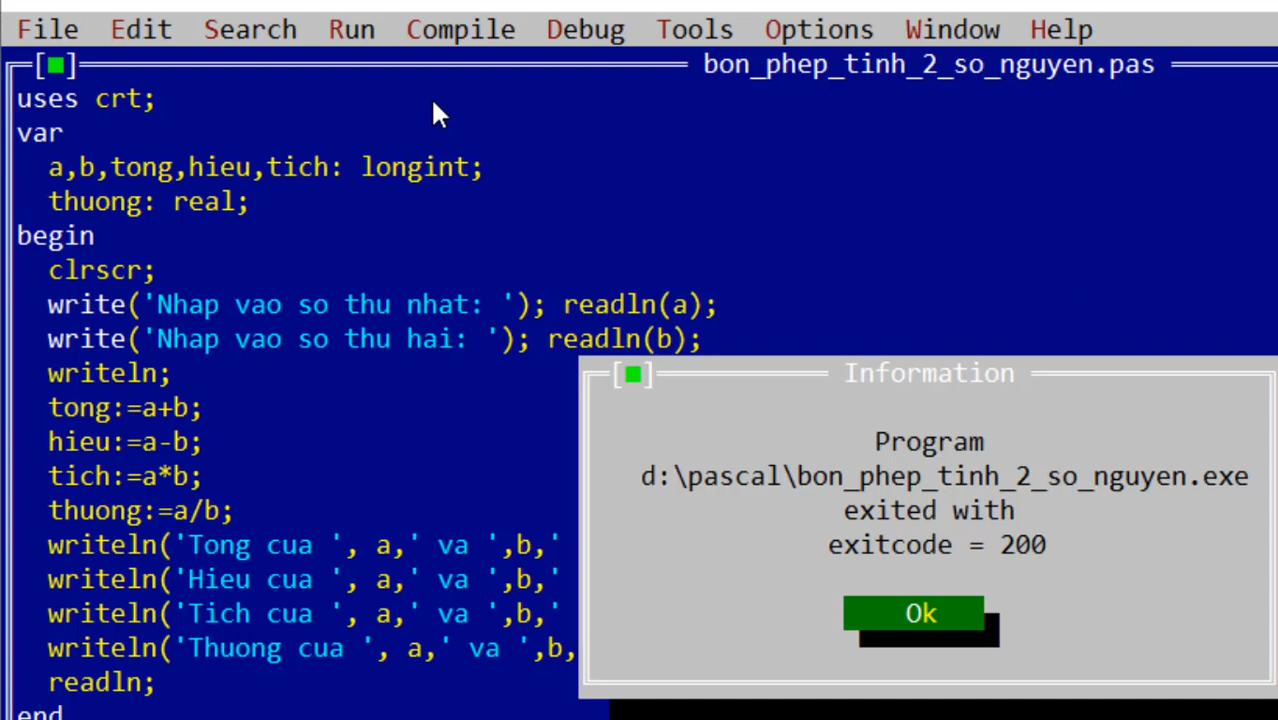 File Edit Search Run Compile Debug Tools Options Window Help
bon_phep_tinh_2_so_nguyen.pas
uses crt;
var
a,b,tong,hieu,tich: longint;
thuong: real;
begin
clrscr;
write('Nhap vao so thu nhat: '); readln(a);
write('Nhap vao so thu hai: '); readln(b);
writeln;
tong:=a+b;
hieu:=a-b;
tich:=a*b;
thuong:=a/b;
writeln('Tong cua ', a,' va ',b,'
writeln('Hieu cua ', a,' va ',b,'
writeln('Tich cua ', a,' va ',b,'
writeln('Thuong cua ', a,' va ',b,
readln;
end
Information
Program
d:\pascal\bon_phep_tinh_2_so_nguyen.exe
exited with
exitcode = 200
Ok